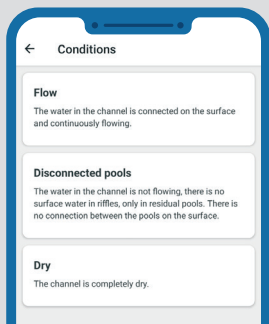 Conditions
Flow
The water in the channel is connected on the surface
and continuously flowing.
Disconnected pools
The water in the channel is not flowing, there is no
surface water in riffles, only in residual pools. There is
no connection between the pools on the surface.
Dry
The channel is completely dry.